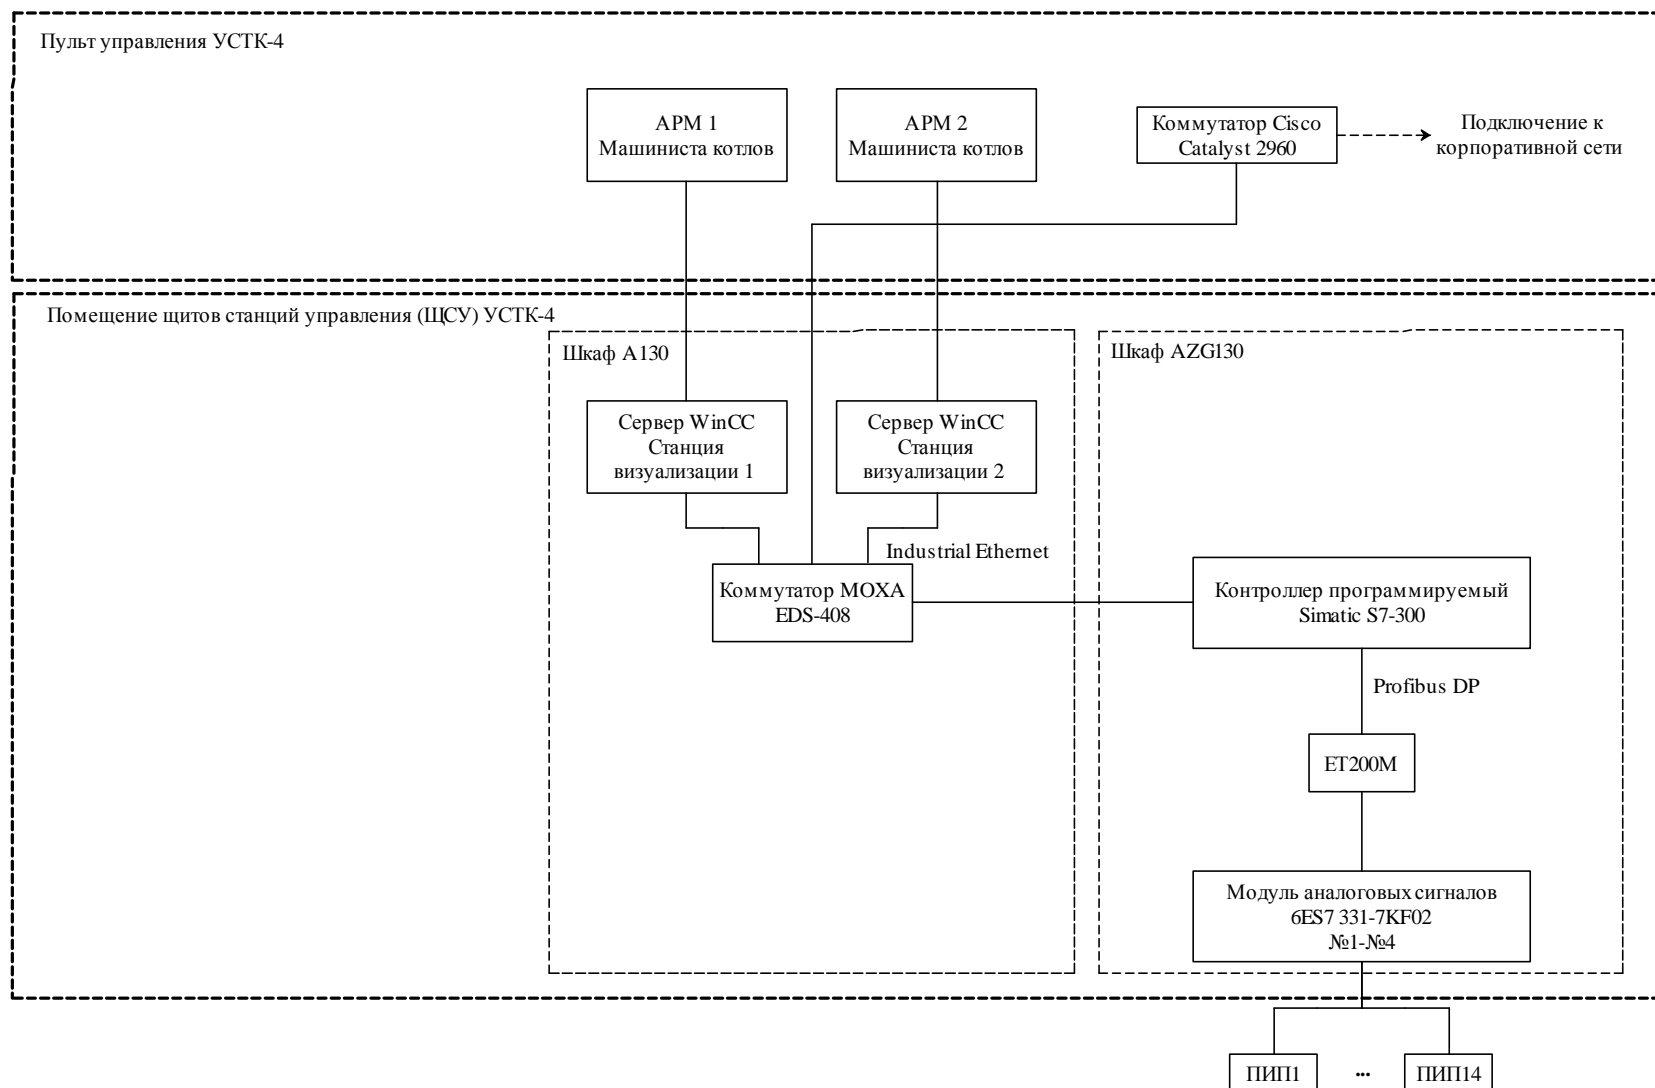 Пульт управления УСТК-4
АРМ 1
Машиниста котлов
АРМ 2
Машиниста котлов
Коммутатор Cisco
Catalyst 2960
Подключение к
корпоративной сети
Помещение щитов станций управления (ЩСУ) УСТК-4
Шкаф А130
Шкаф AZG130
Сервер WinCC
Станция
визуализации 1
Сервер WinCC
Станция
визуализации 2
Industrial Ethernet
Коммутатор MOXA
EDS-408
Контроллер программируемый
Simatic S7-300
Profibus DP
ET200M
Модуль аналоговых сигналов
6ES7 331-7KF02
№1-№4
ПИП1
...
ПИП14